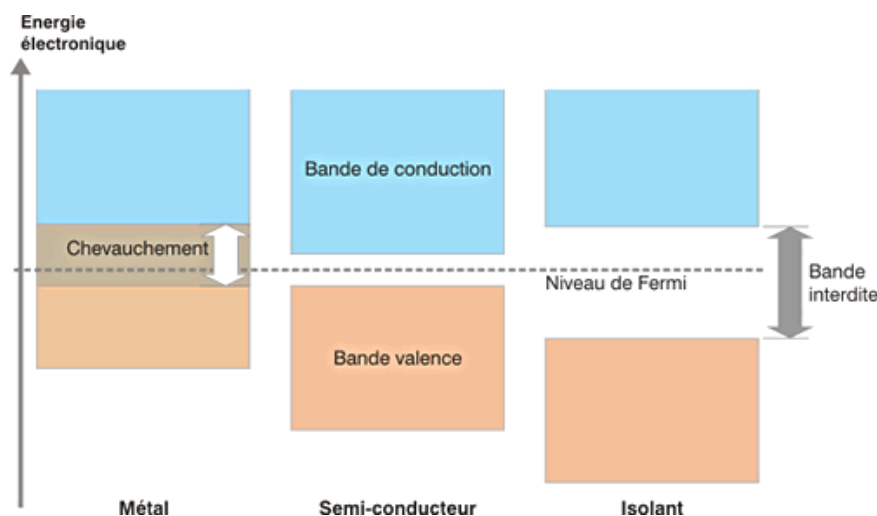 Energie
électronique
Bande de conduction
Chevauchement
Niveau de Fermi
Bande
interdite
Bande valence
Métal
Semi-conducteur
Isolant